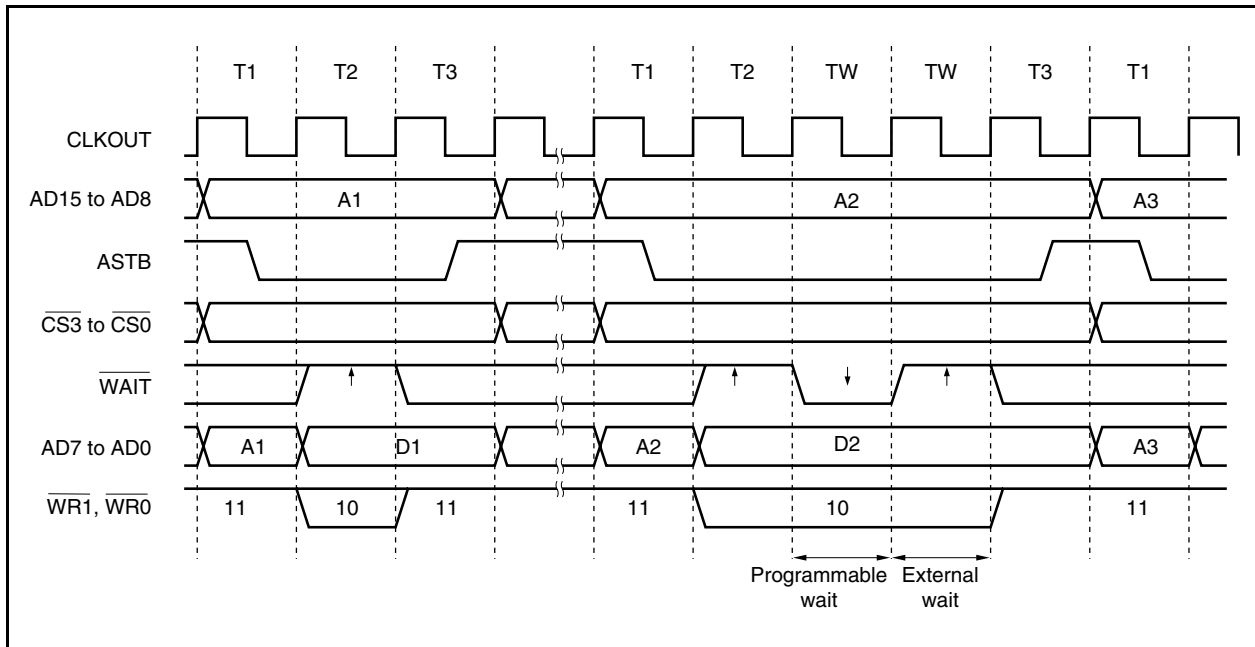 T1 T2 T3 T1 T2 TW TW T3 T1
CLKOUT
AD15 to AD8 A1 A2 A3
ASTB
CS3 to CS0
WAIT
AD7 to AD0 A1 D1 A2 D2 A3
WR1, WR0 11 10 11 11 10 11
Programmable wait
External wait